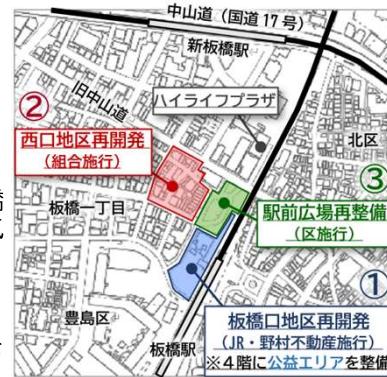 中山道（国道17号）
新板橋駅
旧中山道
ハイライフプラザ
②
北区
西口地区再開発
（組合施行）
③
板橋一丁目
駅前広場再整備
（区施行）
①
豊島区
板橋口地区再開発
（JR・野村不動産施行）
板橋駅
※４階に公益エリアを整備